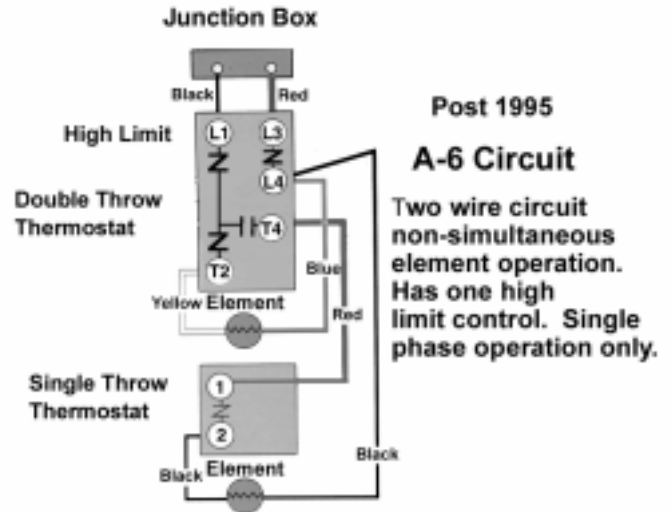 Junction Box
Black
Red
Post 1995
High Limit
L1
L3
A-6 Circuit
L4
Double Throw
Thermostat
T4
Two wire circuit
non-simultaneous
element operation.
Has one high
limit control. Single
phase operation only.
T2
Blue
Yellow
Element
Red
Single Throw
Thermostat
1
2
Black
Element
Black